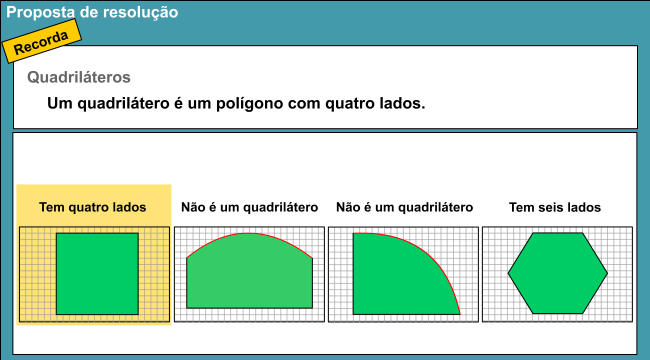 Proposta de resolução
Recorda
Quadriláteros
Um quadrilátero é um polígono com quatro lados.
Tem quatro lados
Não é um quadrilátero
Não é um quadrilátero
Tem seis lados